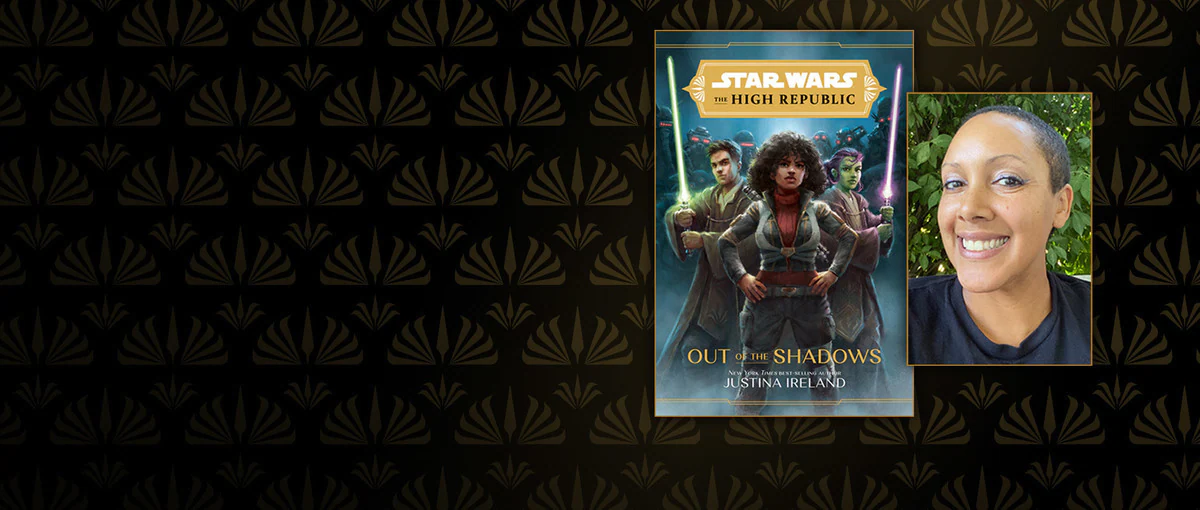 STAR WARS
THE HIGH REPUBLIC
OUT OF THE SHADOWS
NEW YORK TIMES BEST-SELLING AUTHOR
JUSTINA IRELAND